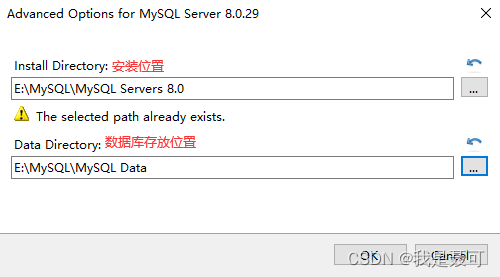 Advanced Options for MySQL Server 8.0.29
Install Directory: 安装位置
E:\MySQL\MySQL Servers 8.0
...
The selected path already exists.
Data Directory: 数据库存放位置
E:\MySQL\MySQL Data
...
OK
Cancel
CSDN @我是聂可